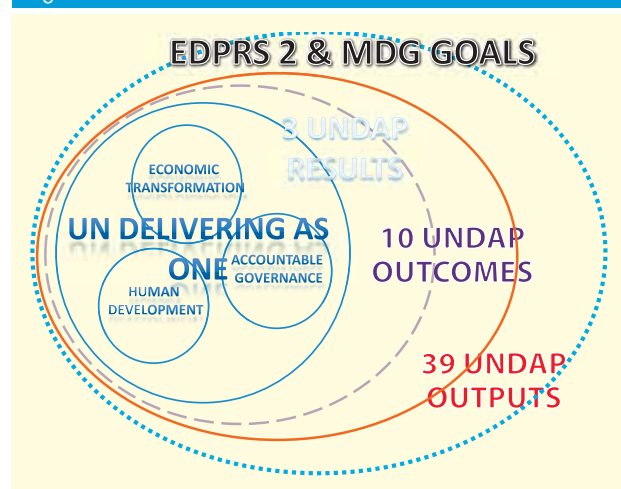 EDPRS 2 & MDG GOALS
3 UNDAP
RESULTS
ECONOMIC
TRANSFORMATION
UN DELIVERING AS
ONE
ACCOUNTABLE
GOVERNANCE
HUMAN
DEVELOPMENT
10 UNDAP
OUTCOMES
39 UNDAP
OUTPUTS